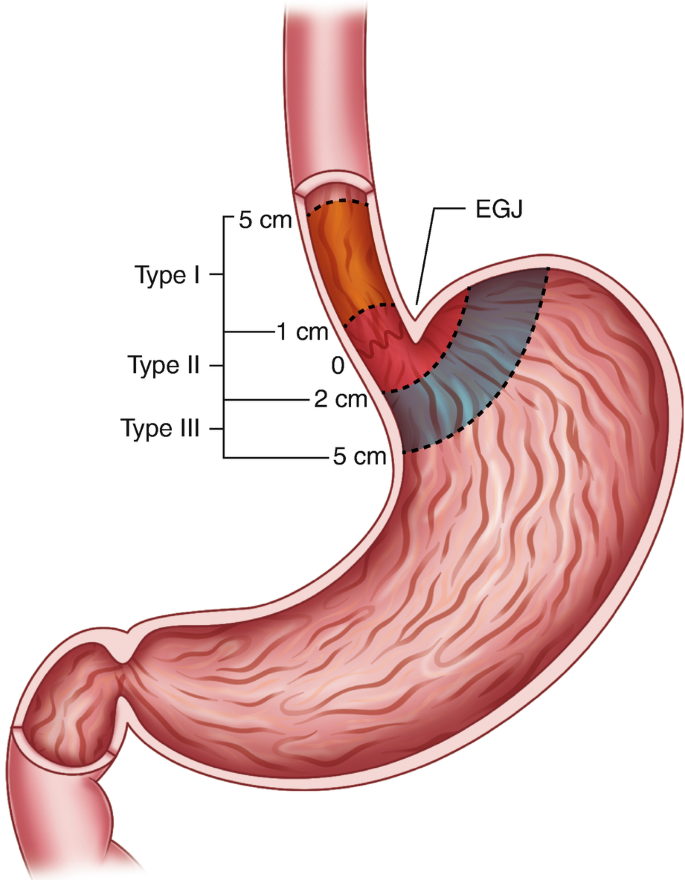 EGJ
5 cm
Type I
1 cm
Type II
0
2 cm
Type III
5 cm